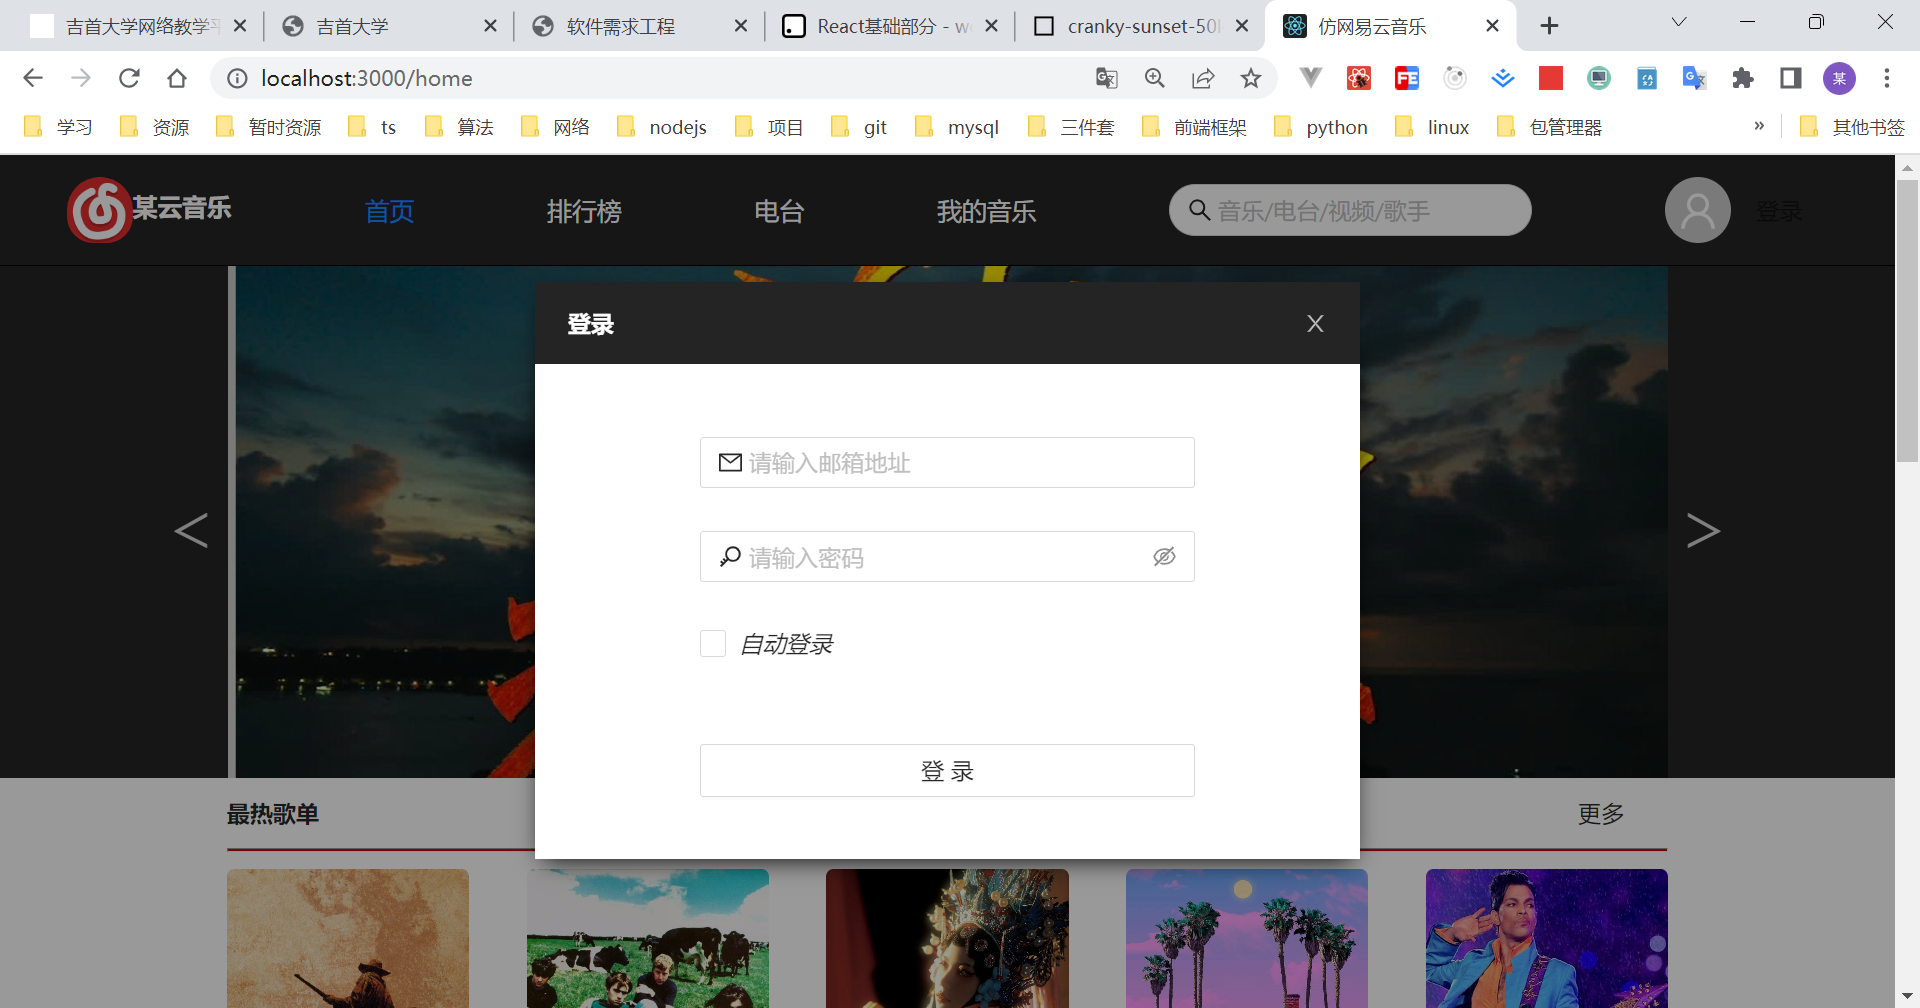 吉首大学网络教学平
吉首大学
软件需求工程
React基础部分 - w
cranky-sunset-50
仿网易云音乐
localhost:3000/home
某
学习
资源
暂时资源
ts
算法
网络
nodejs
项目
git
mysql
三件套
前端框架
python
linux
包管理器
»
其他书签
某云音乐
首页
排行榜
电台
我的音乐
音乐/电台/视频/歌手
登录
登录
请输入邮箱地址
请输入密码
自动登录
登 录
最热歌单
更多